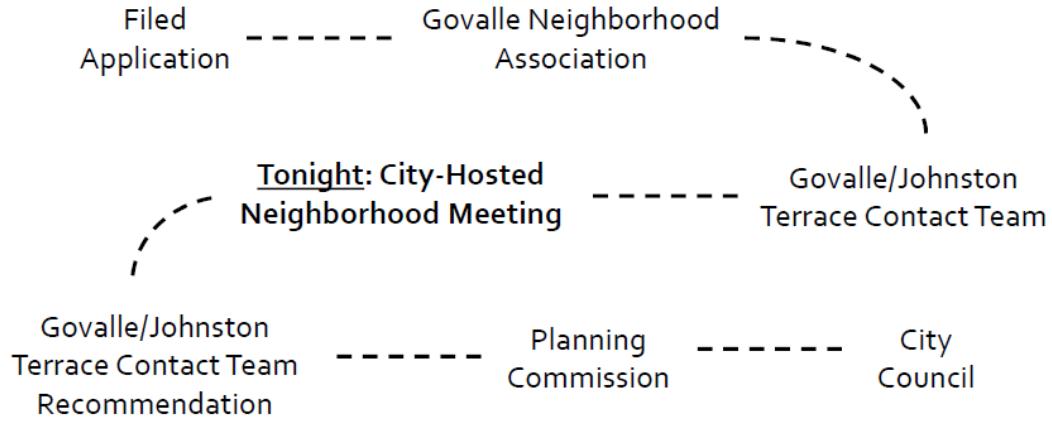 Filed
Application
Govalle Neighborhood
Association
Govalle/Johnston
Terrace Contact Team
Tonight: City-Hosted
Neighborhood Meeting
Govalle/Johnston
Terrace Contact Team
Recommendation
Planning
Commission
City
Council